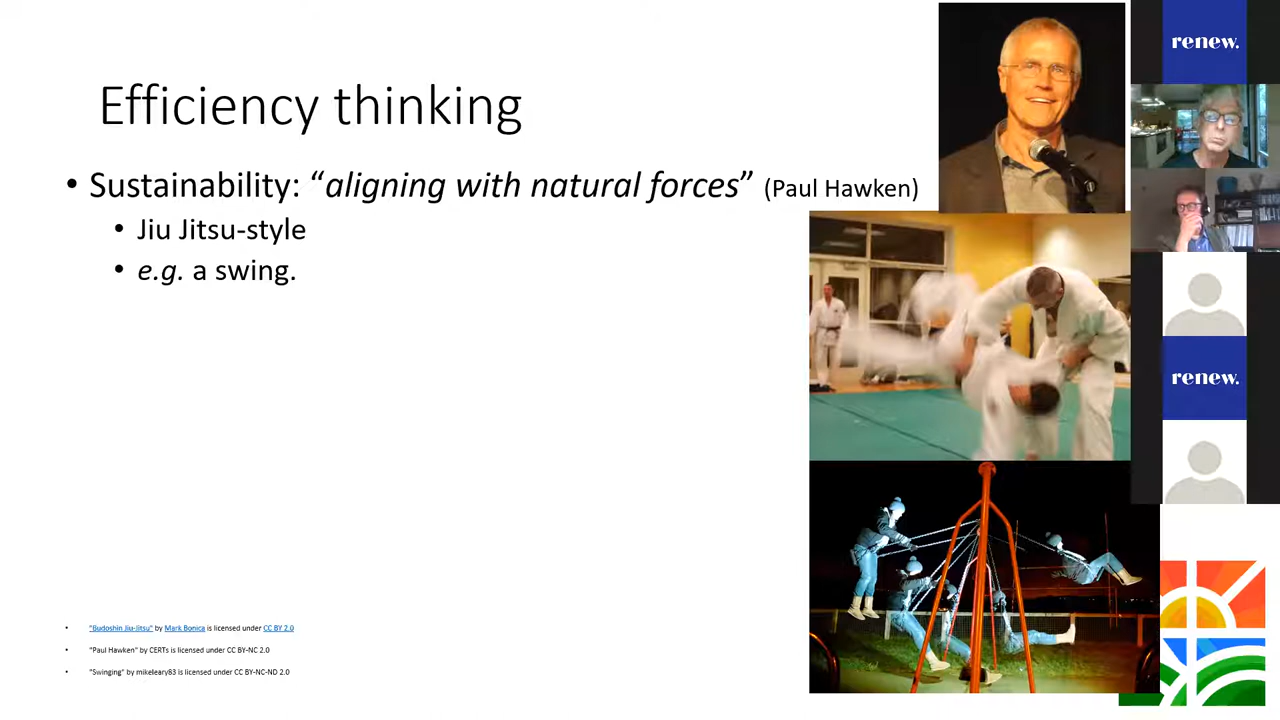 Efficiency thinking
• Sustainability: “aligning with natural forces” (Paul Hawken)
• Jiu Jitsu-style
• e.g. a swing.
• "Budoshin Jiu-Jitsu" by Mark Bonica is licensed under CC BY 2.0
• "Paul Hawken" by CERTs is licensed under CC BY-NC 2.0
• "Swinging" by mikeleary83 is licensed under CC BY-NC-ND 2.0
renew.
renew.